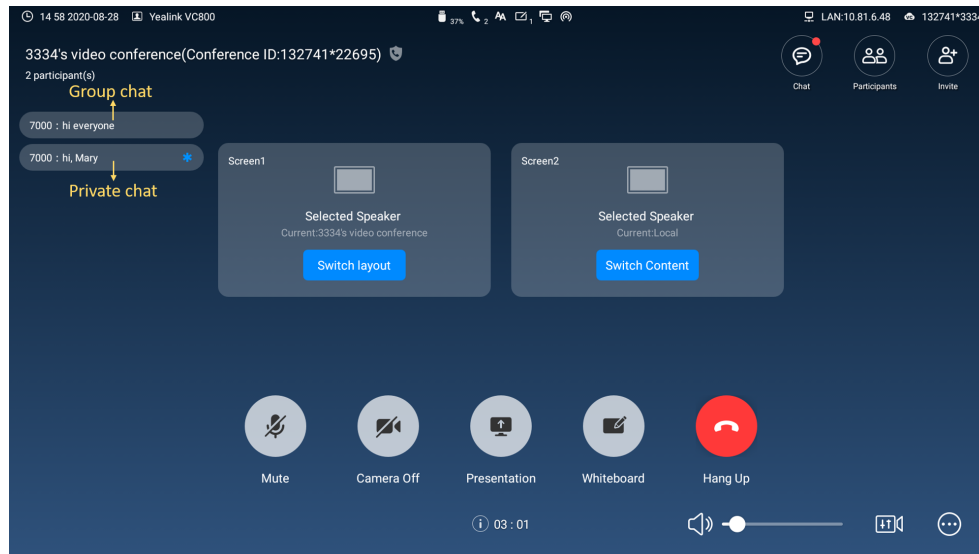 14 58 2020-08-28 Yealink VC800 37% 2 AA 1 LAN:10.81.6.48 132741*3334
3334's video conference(Conference ID:132741*22695)
2 participant(s)
Chat Participants Invite
Group chat
7000 : hi everyone
7000 : hi, Mary
Private chat
Screen1
Selected Speaker
Current:3334's video conference
Switch layout
Screen2
Selected Speaker
Current:Local
Switch Content
Mute Camera Off Presentation Whiteboard Hang Up
03 : 01